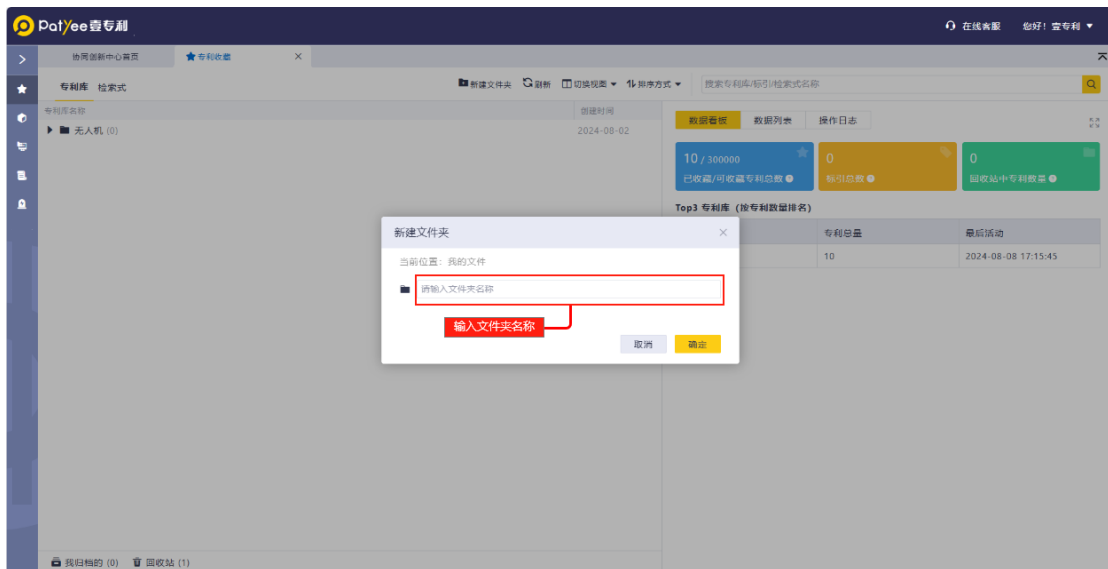 PatYee壹专利
在线客服 您好！壹专利
协同创新中心首页 专利收藏
专利库 检索式 新建文件夹 刷新 切换视图 排序方式 搜索专利库/标引/检索式名称
专利库名称 创建时间
无人机 (0) 2024-08-02
数据看板 数据列表 操作日志
10 / 300000 0 0
已收藏/可收藏专利总数 标引总数 回收站中专利数量
Top3 专利库 (按专利数量排名)
专利总量 最后活动
10 2024-08-08 17:15:45
新建文件夹
当前位置：我的文件
请输入文件夹名称
输入文件夹名称
取消 确定
我归档的 (0) 回收站 (1)